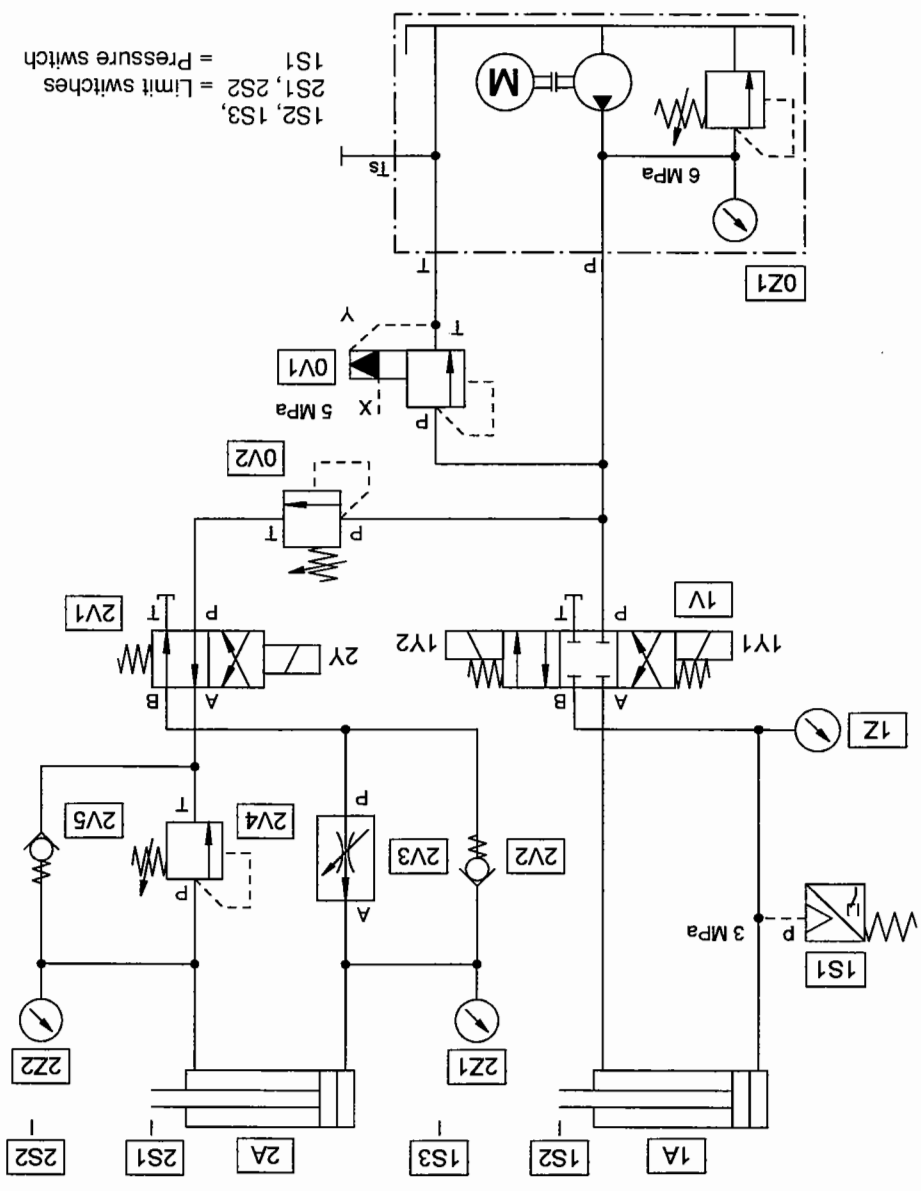 1A 1S2 1S3 2A 2S1 2S2
2Z1 2Z2
1S1
p 3 MPa
A P
2V2 2V3 2V4 2V5
P T
1Z
A B A B
1Y1 1Y2 2Y
P T P T
1V 2V1
P T
0V2
P X 5 MPa
0V1
T Y
0Z1
P T
6 MPa
Ts
M
1S2, 1S3,
2S1, 2S2 = Limit switches
1S1 = Pressure switch